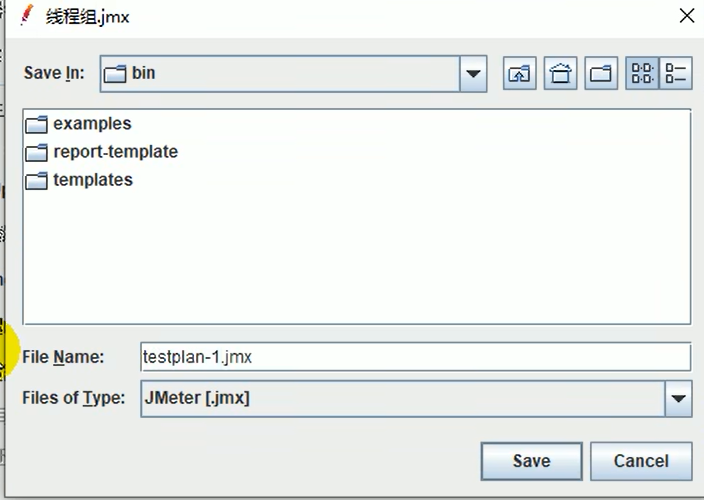 线程组.jmx
Save In: bin
examples
report-template
templates
File Name: testplan-1.jmx
Files of Type: JMeter [.jmx]
Save Cancel